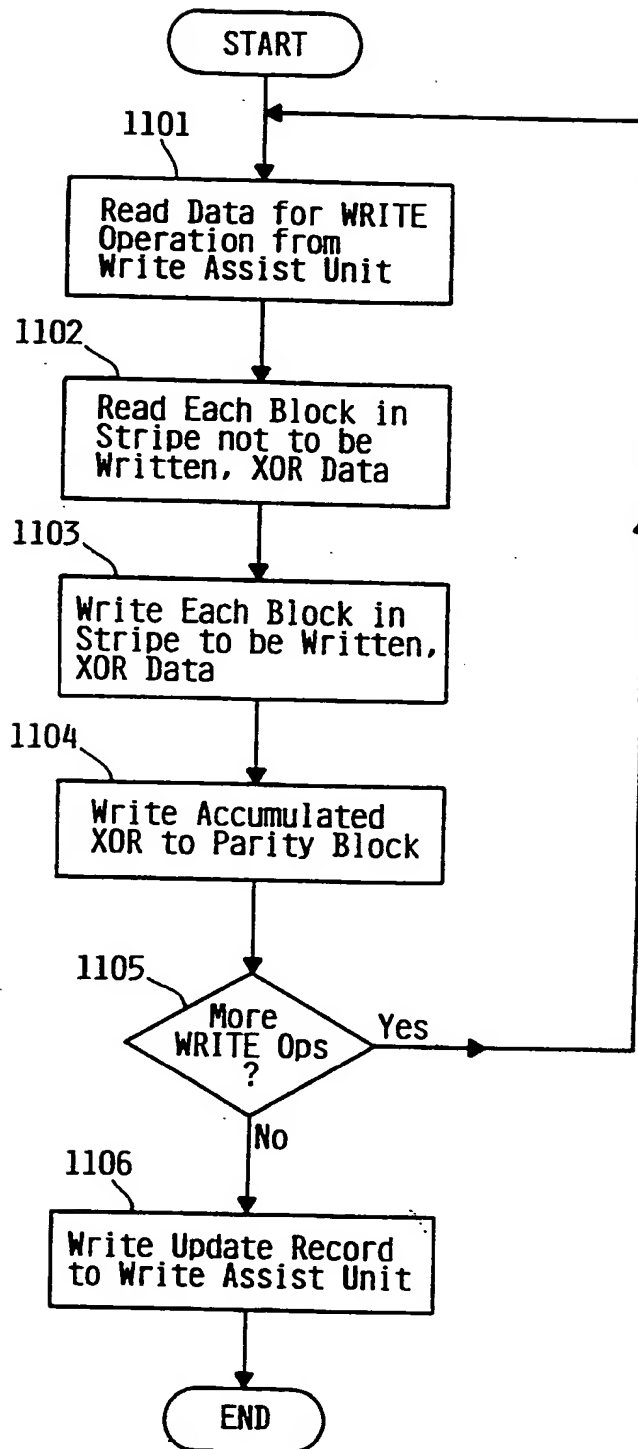 START
1101
Read Data for WRITE
Operation from
Write Assist Unit
1102
Read Each Block in
Stripe not to be
Written, XOR Data
1103
Write Each Block in
Stripe to be Written,
XOR Data
1104
Write Accumulated
XOR to Parity Block
1105
More
WRITE Ops
?
Yes
No
1106
Write Update Record
to Write Assist Unit
END